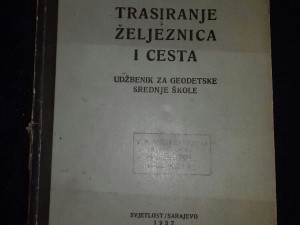 TRASIRANJE
ŽELJEZNICA
I CESTA
UDŽBENIK ZA GEODETSKE
SREDNJE ŠKOLE
SVJETLOST/SARAJEVO